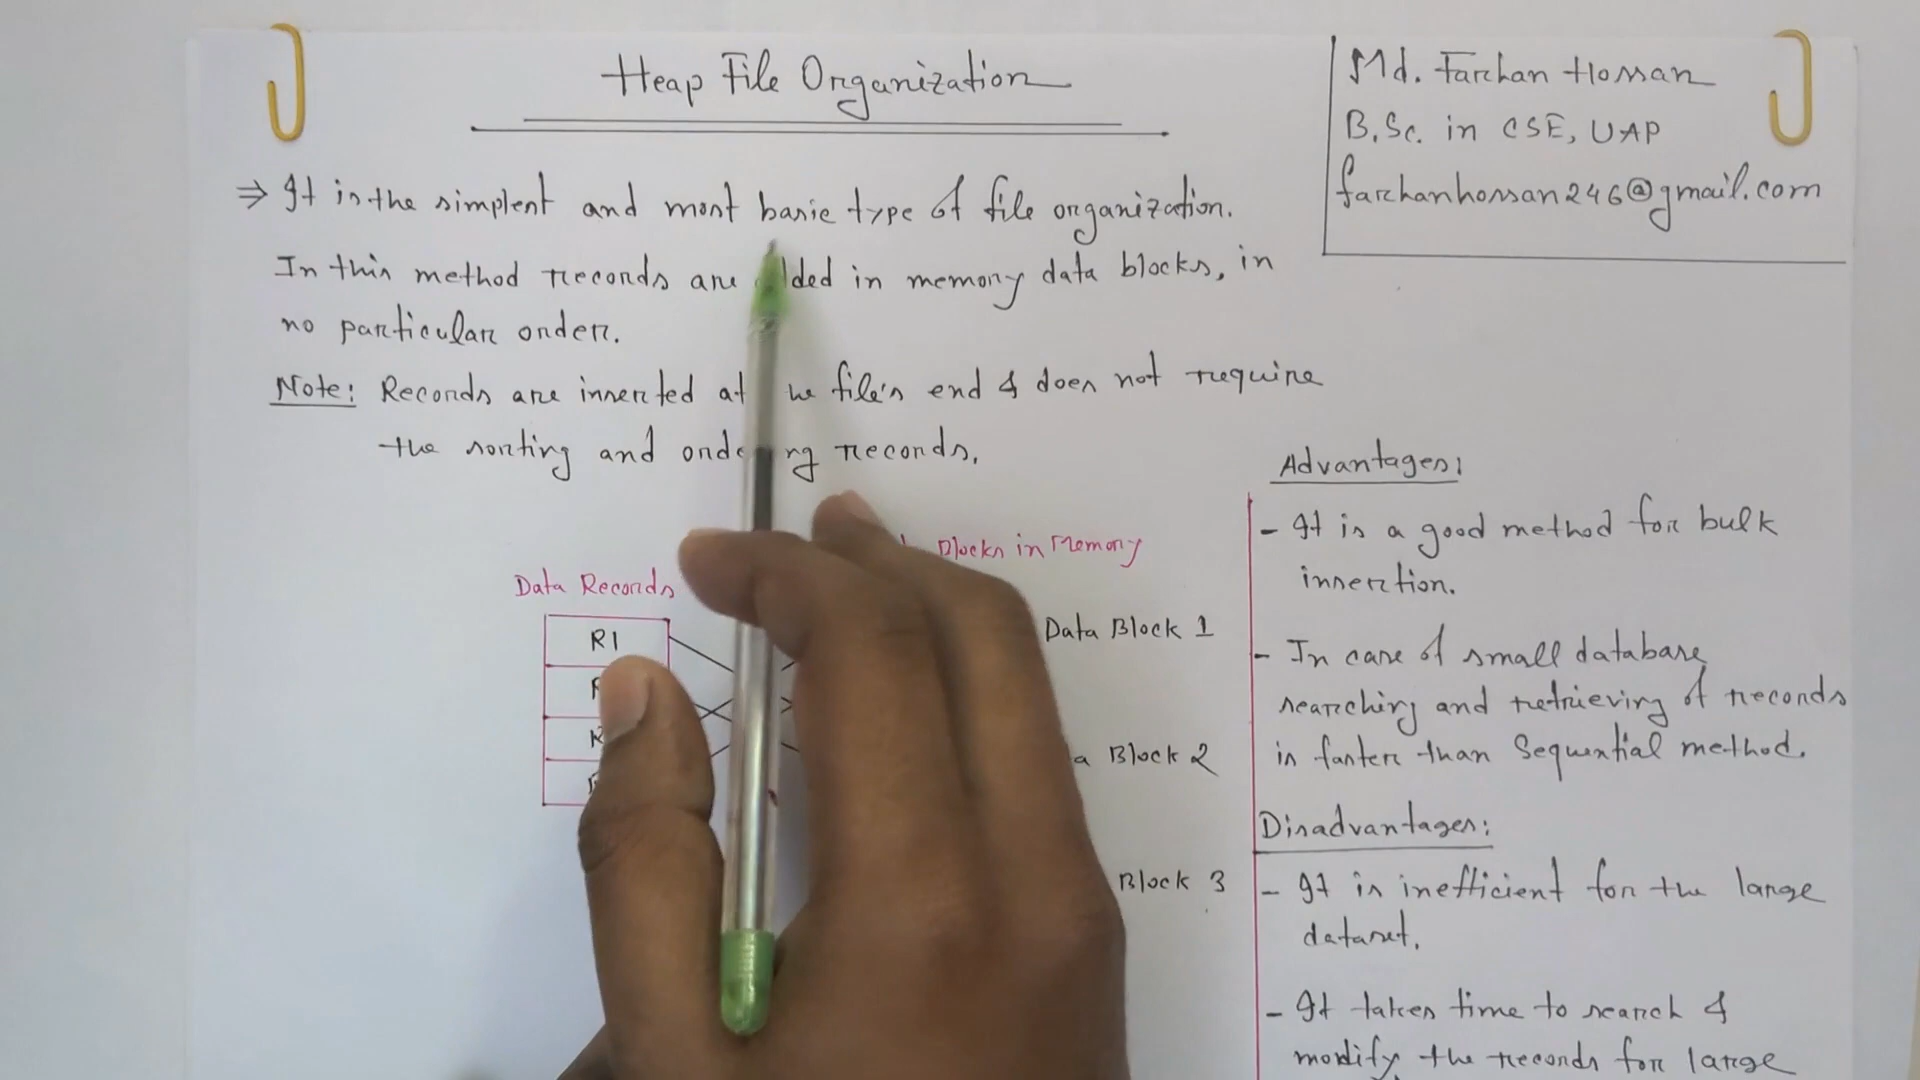 Heap File Organization
Md. Farhan Hossan
B.Sc. in CSE, UAP
farhanhossan246@gmail.com
⇒ It is the simplest and most basic type of file organization.
In this method records are added in memory data blocks, in
no particular order.
Note: Records are inserted at the file's end & does not require
the sorting and ordering records.
Blocks in Memory
Data Records
R1
Data Block 1
Block 2
Block 3
Advantages:
- It is a good method for bulk
insertion.
- In case of small database,
searching and retrieving of records
is faster than Sequential method.
Disadvantages:
- It is inefficient for the large
dataset.
- It takes time to search &
modify the records for large